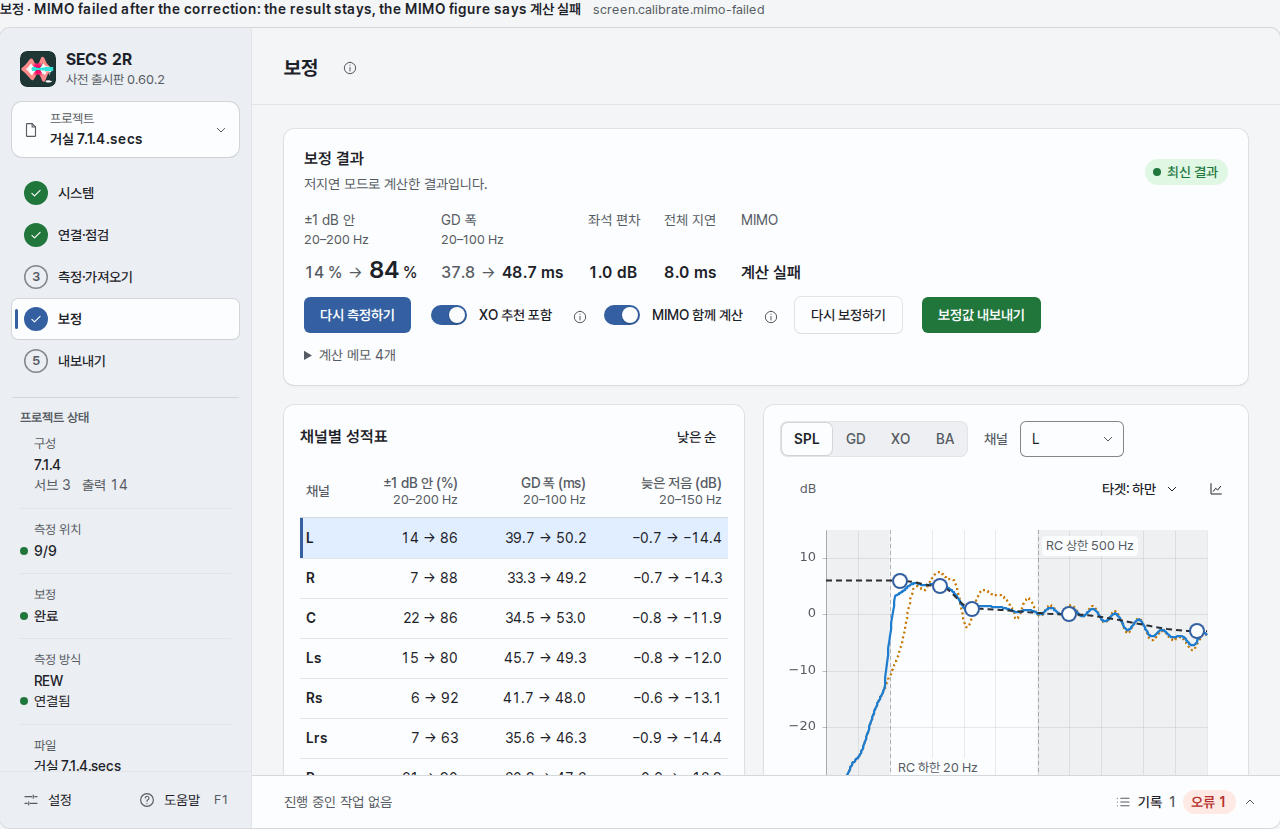 보정 · MIMO failed after the correction: the result stays, the MIMO figure says 계산 실패 screen.calibrate.mimo-failed
SECS 2R
사전 출시판 0.60.2
프로젝트
거실 7.1.4.secs
시스템
연결·점검
3 측정·가져오기
보정
5 내보내기
프로젝트 상태
구성
7.1.4
서브 3 출력 14
측정 위치
9/9
보정
완료
측정 방식
REW
연결됨
파일
거실 7.1.4.secs
설정
도움말 F1
보정
보정 결과
저지연 모드로 계산한 결과입니다.
최신 결과
±1 dB 안 GD 폭 좌석 편차 전체 지연 MIMO
20–200 Hz 20–100 Hz
14 % → 84 % 37.8 → 48.7 ms 1.0 dB 8.0 ms 계산 실패
다시 측정하기 XO 추천 포함 MIMO 함께 계산 다시 보정하기 보정값 내보내기
계산 메모 4개
채널별 성적표 낮은 순
채널 ±1 dB 안 (%) GD 폭 (ms) 늦은 저음 (dB)
20–200 Hz 20–100 Hz 20–150 Hz
L 14 → 86 39.7 → 50.2 −0.7 → −14.4
R 7 → 88 33.3 → 49.2 −0.7 → −14.3
C 22 → 86 34.5 → 53.0 −0.8 → −11.9
Ls 15 → 80 45.7 → 49.3 −0.8 → −12.0
Rs 6 → 92 41.7 → 48.0 −0.6 → −13.1
Lrs 7 → 63 35.6 → 46.3 −0.9 → −14.4
SPL GD XO BA 채널 L
dB 타겟: 하만
RC 상한 500 Hz
10
0
−10
−20
RC 하한 20 Hz
진행 중인 작업 없음
기록 1 오류 1